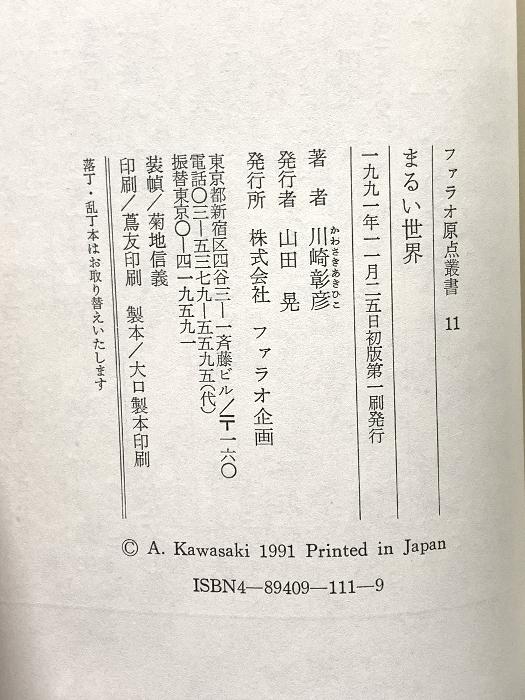 ファラオ原点叢書 11
まるい世界
一九九一年一一月二五日初版第一刷発行
著者 川崎彰彦
かわさきあきひこ
発行者 山田 晃
発行所 株式会社 ファラオ企画
東京都新宿区四谷三―一斉藤ビル/〒一六〇
電話〇三―五三七九―五五九五(代)
振替東京〇―四一九五九一
装幀/菊地信義
印刷/蔦友印刷 製本/大口製本印刷
落丁・乱丁本はお取り替えいたします
© A. Kawasaki 1991 Printed in Japan
ISBN4―89409―111―9